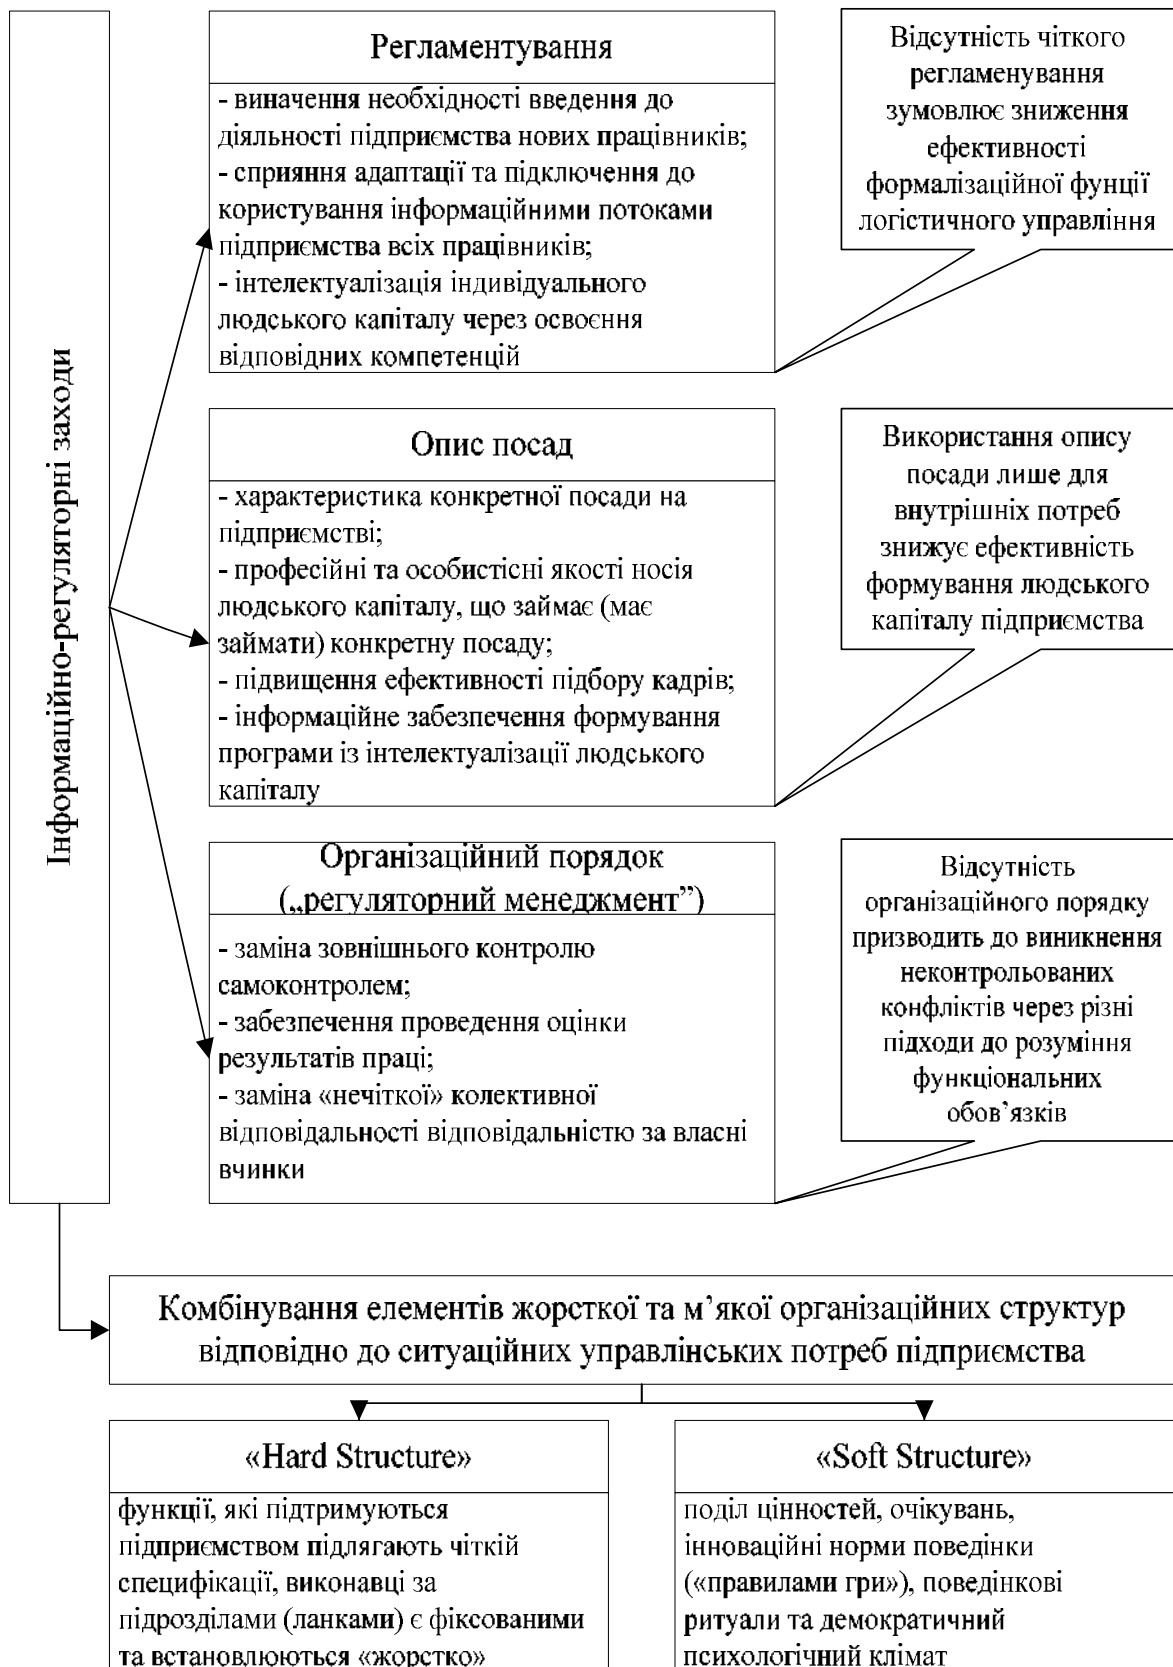 Інформаційно-регуляторні заходи
Регламентування
- виначення необхідності введення до
діяльності підприємства нових працівників;
- сприяння адаптації та підключення до
користування інформаційними потоками
підприємства всіх працівників;
- інтелектуалізація індивідуального
людського капіталу через освоєння
відповідних компетенцій
Відсутність чіткого
регламенування
зумовлює зниження
ефективності
формалізаційної фунції
логістичного управління
Опис посад
- характеристика конкретної посади на
підприємстві;
- професійні та особистісні якості носія
людського капіталу, що займає (має
займати) конкретну посаду;
- підвищення ефективності підбору кадрів;
- інформаційне забезпечення формування
програми із інтелектуалізації людського
капіталу
Використання опису
посади лише для
внутрішніх потреб
знижує ефективність
формування людського
капіталу підприємства
Організаційний порядок
(„регуляторний менеджмент”)
- заміна зовнішнього контролю
самоконтролем;
- забезпечення проведення оцінки
результатів праці;
- заміна «нечіткої» колективної
відповідальності відповідальністю за власні
вчинки
Відсутність
організаційного порядку
призводить до виникнення
неконтрольованих
конфліктів через різні
підходи до розуміння
функціональних
обов’язків
Комбінування елементів жорсткої та м’якої організаційних структур
відповідно до ситуаційних управлінських потреб підприємства
«Hard Structure»
функції, які підтримуються
підприємством підлягають чіткій
специфікації, виконавці за
підрозділами (ланками) є фіксованими
та встановлюються «жорстко»
«Soft Structure»
поділ цінностей, очікувань,
інноваційні норми поведінки
(«правилами гри»), поведінкові
ритуали та демократичний
психологічний клімат